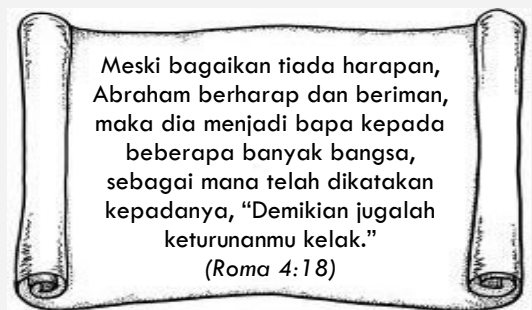 Meski bagaikan tiada harapan,
Abraham berharap dan beriman,
maka dia menjadi bapa kepada
beberapa banyak bangsa,
sebagai mana telah dikatakan
kepadanya, “Demikian jugalah
keturunanmu kelak.”
(Roma 4:18)